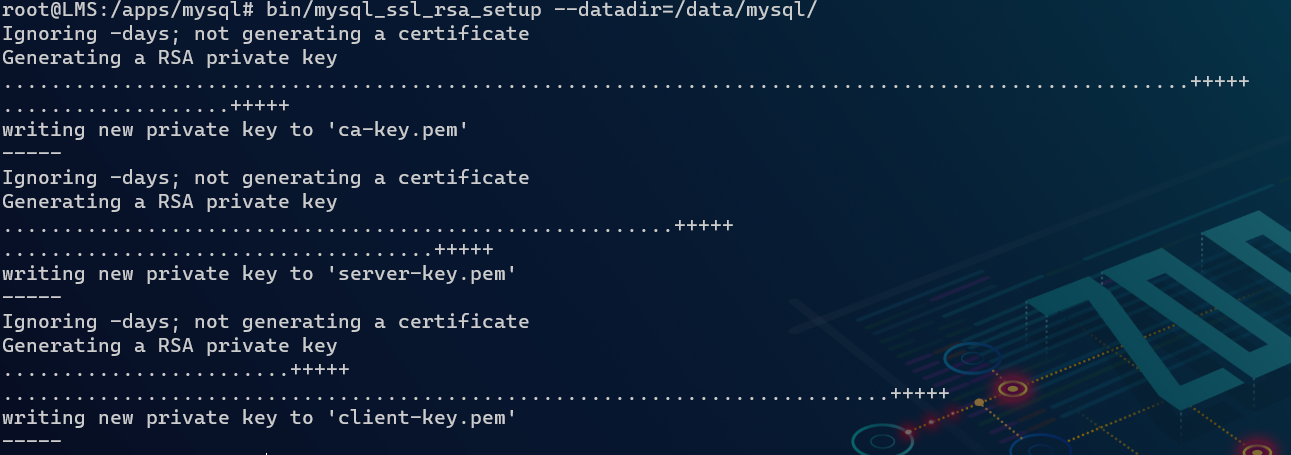 root@LMS:/apps/mysql# bin/mysql_ssl_rsa_setup --datadir=/data/mysql/
Ignoring -days; not generating a certificate
Generating a RSA private key
...................................................................................................+++++
...................+++++
writing new private key to 'ca-key.pem'
-----
Ignoring -days; not generating a certificate
Generating a RSA private key
........................................................+++++
....................................+++++
writing new private key to 'server-key.pem'
-----
Ignoring -days; not generating a certificate
Generating a RSA private key
........................+++++
..........................................................................+++++
writing new private key to 'client-key.pem'
-----